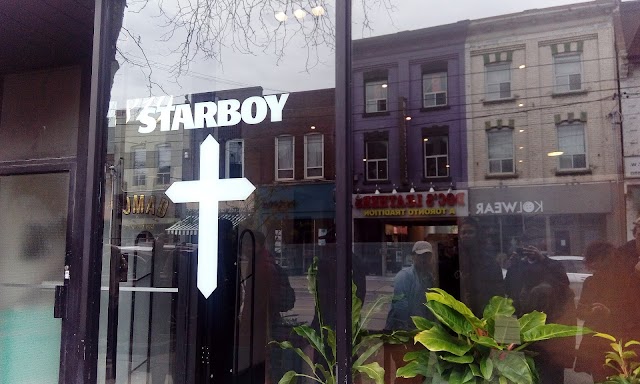 STARBOY
DOC'S LEATHERS
A TORONTO TRADITION
KOLWEAR